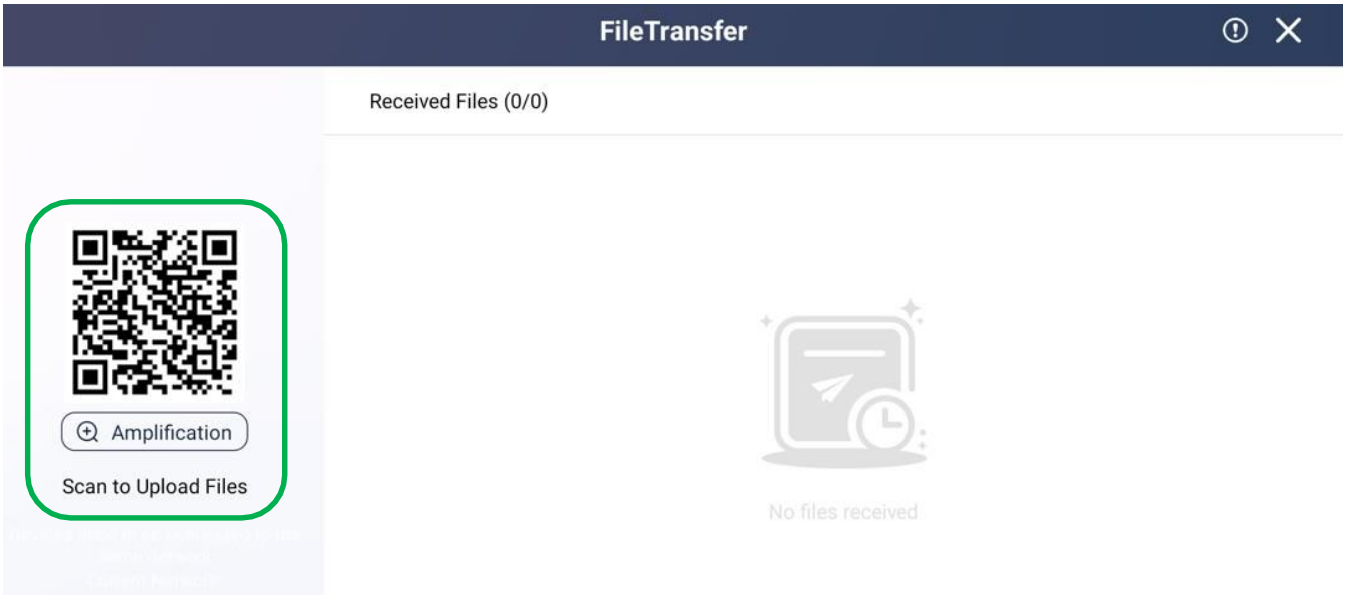 FileTransfer
Received Files (0/0)
Amplification
Scan to Upload Files
No files received